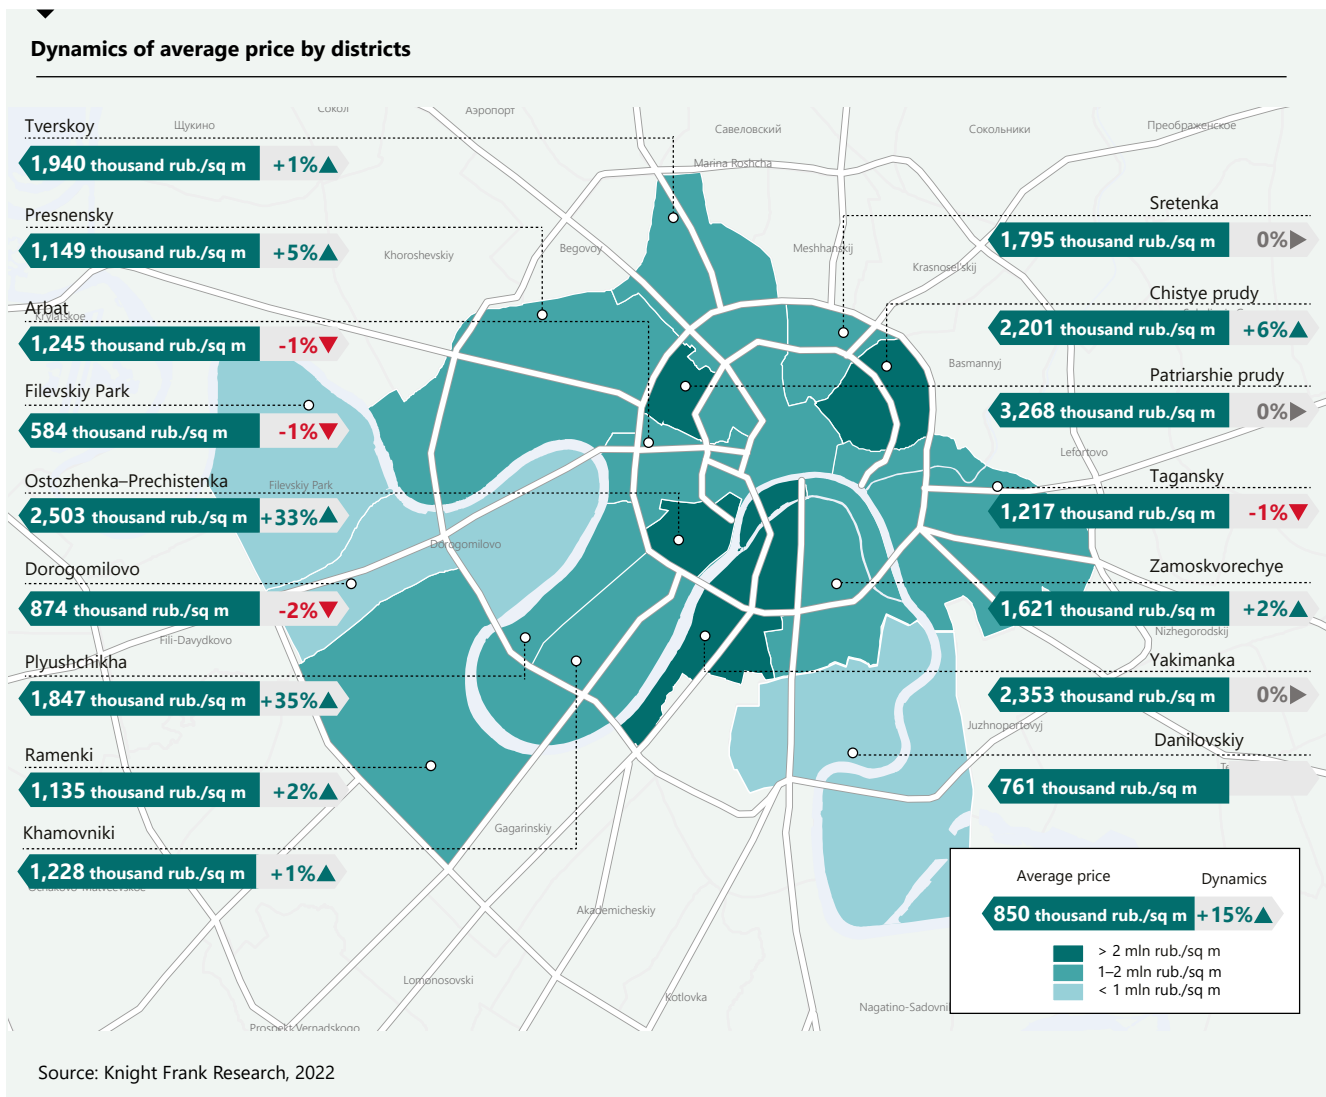 Dynamics of average price by districts
Сокол
Аэропорт
Щукино
Савеловский
Сокольники
Преображенское
Marina Roshcha
Khoroshevskiy
Begovoy
Meshhanskij
Krasnosel'skij
Basmannyj
Lefortovo
Filevskiy Park
Dorogomilovo
Fili-Davydkovo
Nizhegorodskij
Juzhnoportovyj
Gagarinskiy
Akademicheskiy
Lomonosovski
Kotlovka
Nagatino-Sadovni
Prospekt Vernadskogo
Tverskoy
1,940 thousand rub./sq m +1%
Presnensky
1,149 thousand rub./sq m +5%
Arbat
Krylatskoe
1,245 thousand rub./sq m -1%
Filevskiy Park
584 thousand rub./sq m -1%
Ostozhenka–Prechistenka
2,503 thousand rub./sq m +33%
Dorogomilovo
874 thousand rub./sq m -2%
Plyushchikha
1,847 thousand rub./sq m +35%
Ramenki
1,135 thousand rub./sq m +2%
Khamovniki
1,228 thousand rub./sq m +1%
Sretenka
1,795 thousand rub./sq m 0%
Chistye prudy
2,201 thousand rub./sq m +6%
Patriarshie prudy
3,268 thousand rub./sq m 0%
Tagansky
1,217 thousand rub./sq m -1%
Zamoskvorechye
1,621 thousand rub./sq m +2%
Yakimanka
2,353 thousand rub./sq m 0%
Danilovskiy
761 thousand rub./sq m
Average price
Dynamics
850 thousand rub./sq m +15%
> 2 mln rub./sq m
1–2 mln rub./sq m
< 1 mln rub./sq m
Source: Knight Frank Research, 2022